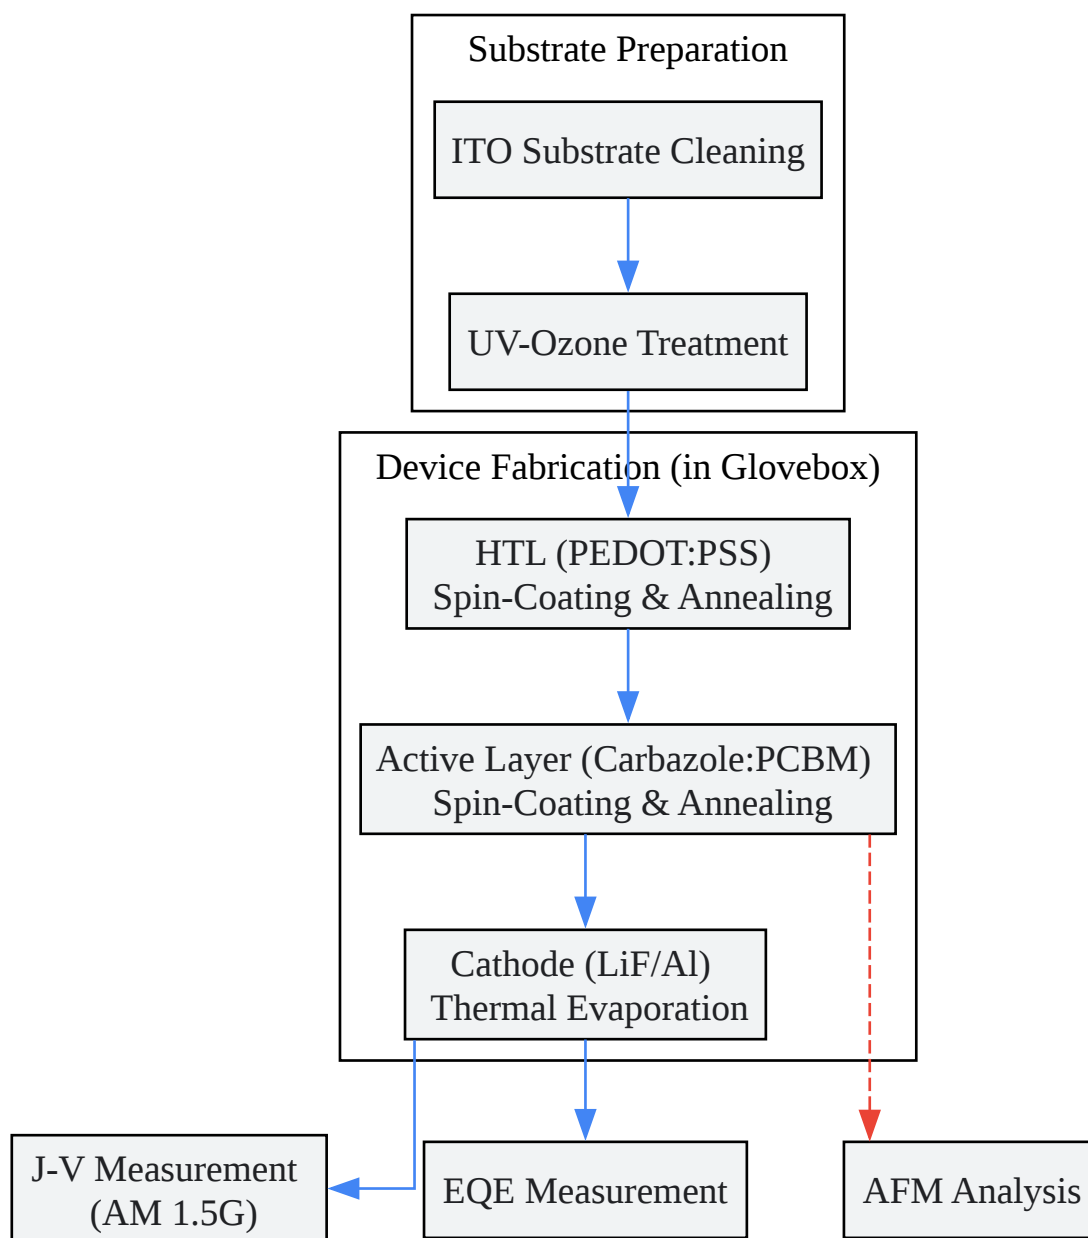 Substrate Preparation
ITO Substrate Cleaning
UV-Ozone Treatment
Device Fabrication (in Glovebox)
HTL (PEDOT:PSS)
Spin-Coating & Annealing
Active Layer (Carbazole:PCBM)
Spin-Coating & Annealing
Cathode (LiF/Al)
Thermal Evaporation
J-V Measurement
(AM 1.5G)
EQE Measurement
AFM Analysis